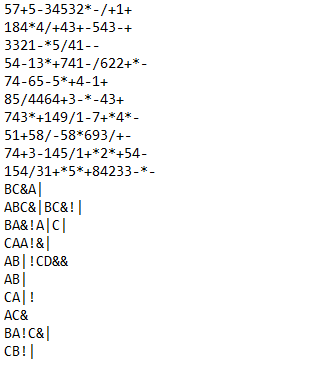 57+5-34532*-/+1+
184*4/+43+-543-+
3321-*5/41--
54-13*+741-/622+*-
74-65-5*+4-1+
85/4464+3-*-43+
743*+149/1-7+*4*-
51+58/-58*693/+-
74+3-145/1+*2*+54-
154/31+*5*+84233-*-
BC&A|
ABC&|BC&!|
BA&!A|C|
CAA!&|
AB|!CD&&
AB|
CA|!
AC&
BA!C&|
CB!|